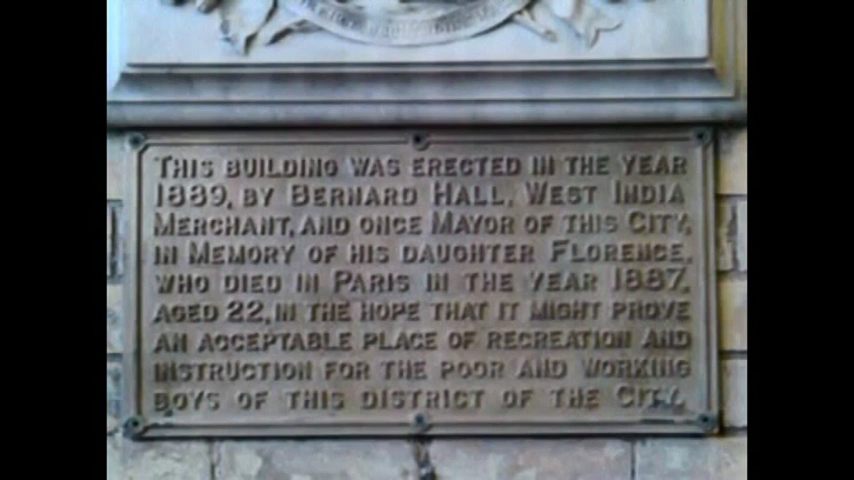 THIS BUILDING WAS ERECTED IN THE YEAR
1889, BY BERNARD HALL, WEST INDIA
MERCHANT, AND ONCE MAYOR OF THIS CITY,
IN MEMORY OF HIS DAUGHTER FLORENCE,
WHO DIED IN PARIS IN THE YEAR 1887,
AGED 22, IN THE HOPE THAT IT MIGHT PROVE
AN ACCEPTABLE PLACE OF RECREATION AND
INSTRUCTION FOR THE POOR AND WORKING
BOYS OF THIS DISTRICT OF THE CITY.